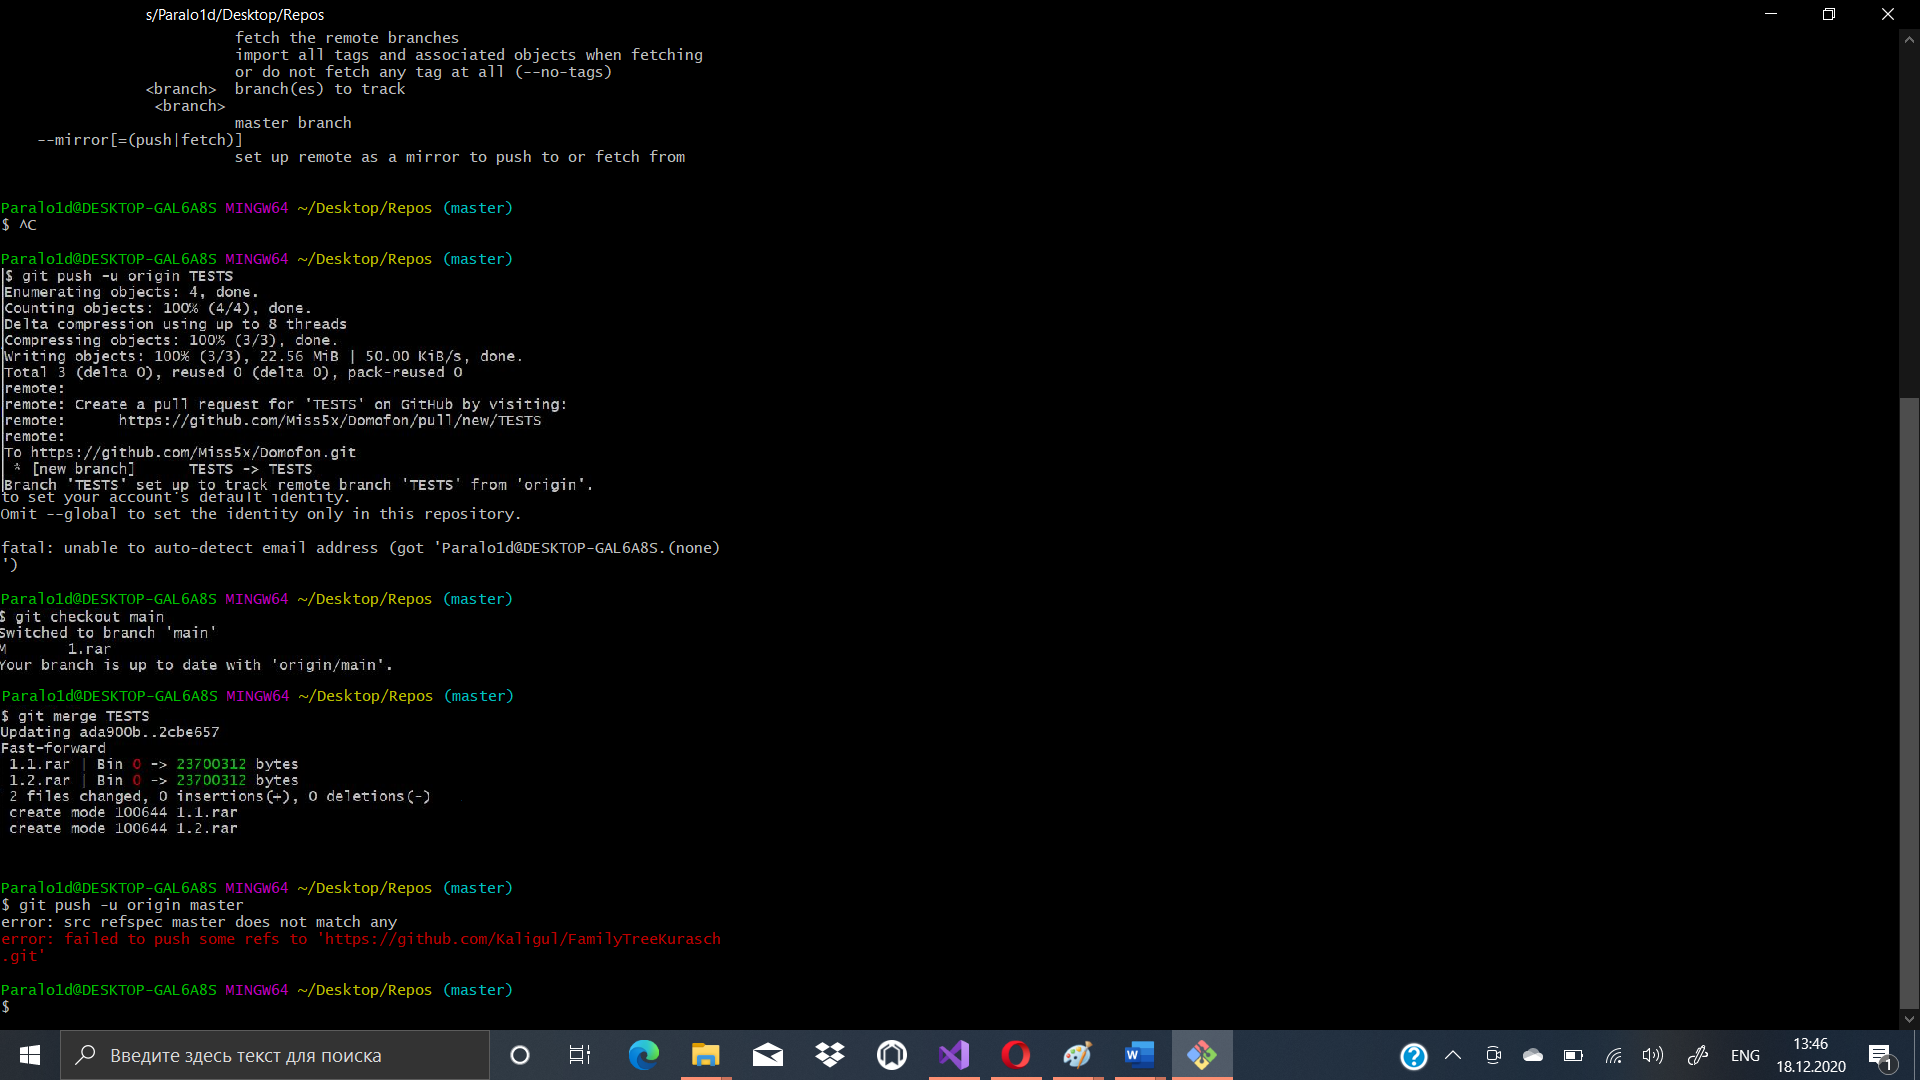 s/Paralo1d/Desktop/Repos
fetch the remote branches
import all tags and associated objects when fetching
or do not fetch any tag at all (--no-tags)
<branch>  branch(es) to track
<branch>
master branch
--mirror[=(push|fetch)]
set up remote as a mirror to push to or fetch from
Paralo1d@DESKTOP-GAL6A8S MINGW64 ~/Desktop/Repos (master)
$ ^C
Paralo1d@DESKTOP-GAL6A8S MINGW64 ~/Desktop/Repos (master)
$ git push -u origin TESTS
Enumerating objects: 4, done.
Counting objects: 100% (4/4), done.
Delta compression using up to 8 threads
Compressing objects: 100% (3/3), done.
Writing objects: 100% (3/3), 22.56 MiB | 50.00 KiB/s, done.
Total 3 (delta 0), reused 0 (delta 0), pack-reused 0
remote:
remote: Create a pull request for 'TESTS' on GitHub by visiting:
remote:      https://github.com/Miss5x/Domofon/pull/new/TESTS
remote:
To https://github.com/Miss5x/Domofon.git
* [new branch]      TESTS -> TESTS
Branch 'TESTS' set up to track remote branch 'TESTS' from 'origin'.
to set your account's default identity.
Omit --global to set the identity only in this repository.
fatal: unable to auto-detect email address (got 'Paralo1d@DESKTOP-GAL6A8S.(none)
')
Paralo1d@DESKTOP-GAL6A8S MINGW64 ~/Desktop/Repos (master)
$ git checkout main
Switched to branch 'main'
M       1.rar
Your branch is up to date with 'origin/main'.
Paralo1d@DESKTOP-GAL6A8S MINGW64 ~/Desktop/Repos (master)
$ git merge TESTS
Updating ada900b..2cbe657
Fast-forward
1.1.rar | Bin 0 -> 23700312 bytes
1.2.rar | Bin 0 -> 23700312 bytes
2 files changed, 0 insertions(+), 0 deletions(-)
create mode 100644 1.1.rar
create mode 100644 1.2.rar
Paralo1d@DESKTOP-GAL6A8S MINGW64 ~/Desktop/Repos (master)
$ git push -u origin master
error: src refspec master does not match any
error: failed to push some refs to 'https://github.com/Kaligul/FamilyTreeKurasch
.git'
Paralo1d@DESKTOP-GAL6A8S MINGW64 ~/Desktop/Repos (master)
$
Введите здесь текст для поиска
ENG
13:46
18.12.2020
1